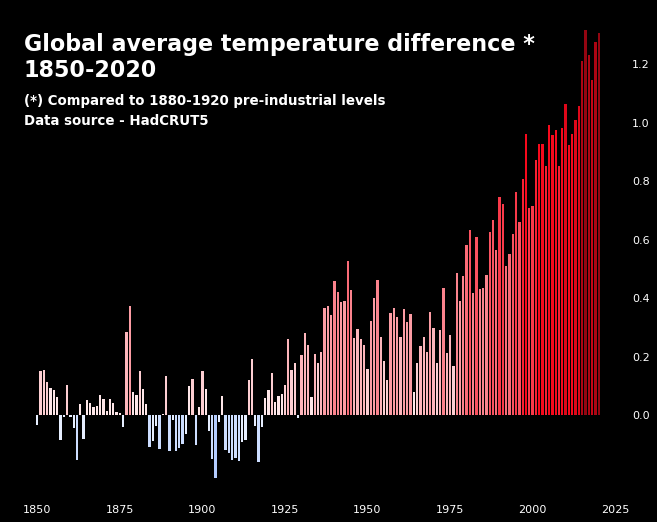 Global average temperature difference *
1850-2020
(*) Compared to 1880-1920 pre-industrial levels
Data source - HadCRUT5
1.2
1.0
0.8
0.6
0.4
0.2
0.0
1850 1875 1900 1925 1950 1975 2000 2025